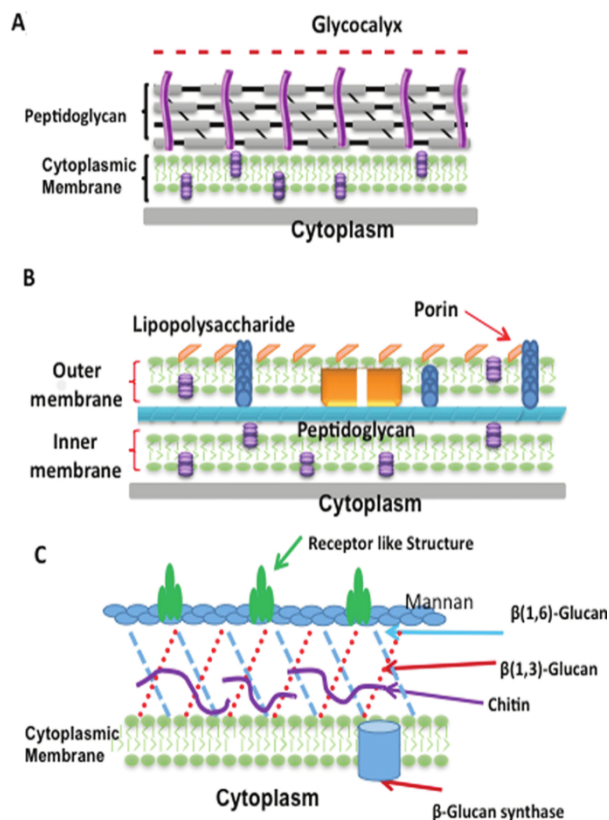 A
Glycocalyx
Peptidoglycan
Cytoplasmic
Membrane
Cytoplasm
B
Lipopolysaccharide
Porin
Outer
membrane
Peptidoglycan
Inner
membrane
Cytoplasm
C
Receptor like Structure
Mannan
β(1,6)-Glucan
β(1,3)-Glucan
Chitin
Cytoplasmic
Membrane
Cytoplasm
β-Glucan synthase